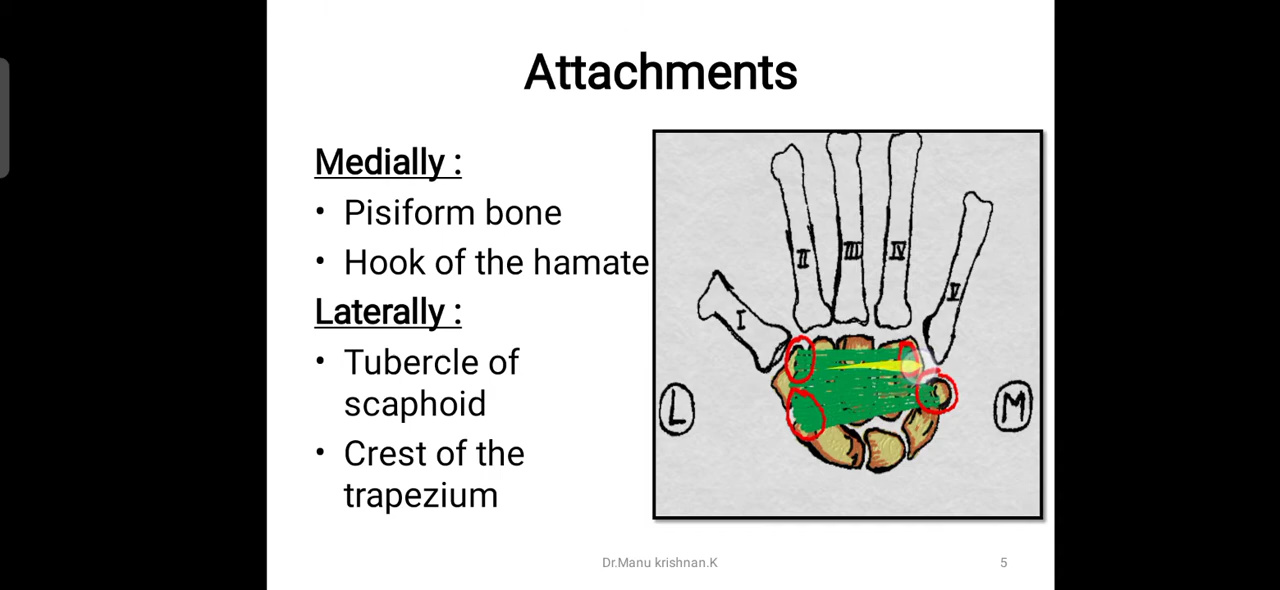 Attachments
Medially :
• Pisiform bone
• Hook of the hamate
Laterally :
• Tubercle of
scaphoid
• Crest of the
trapezium
I
II
III
IV
V
L
M
Dr.Manu krishnan.K
5